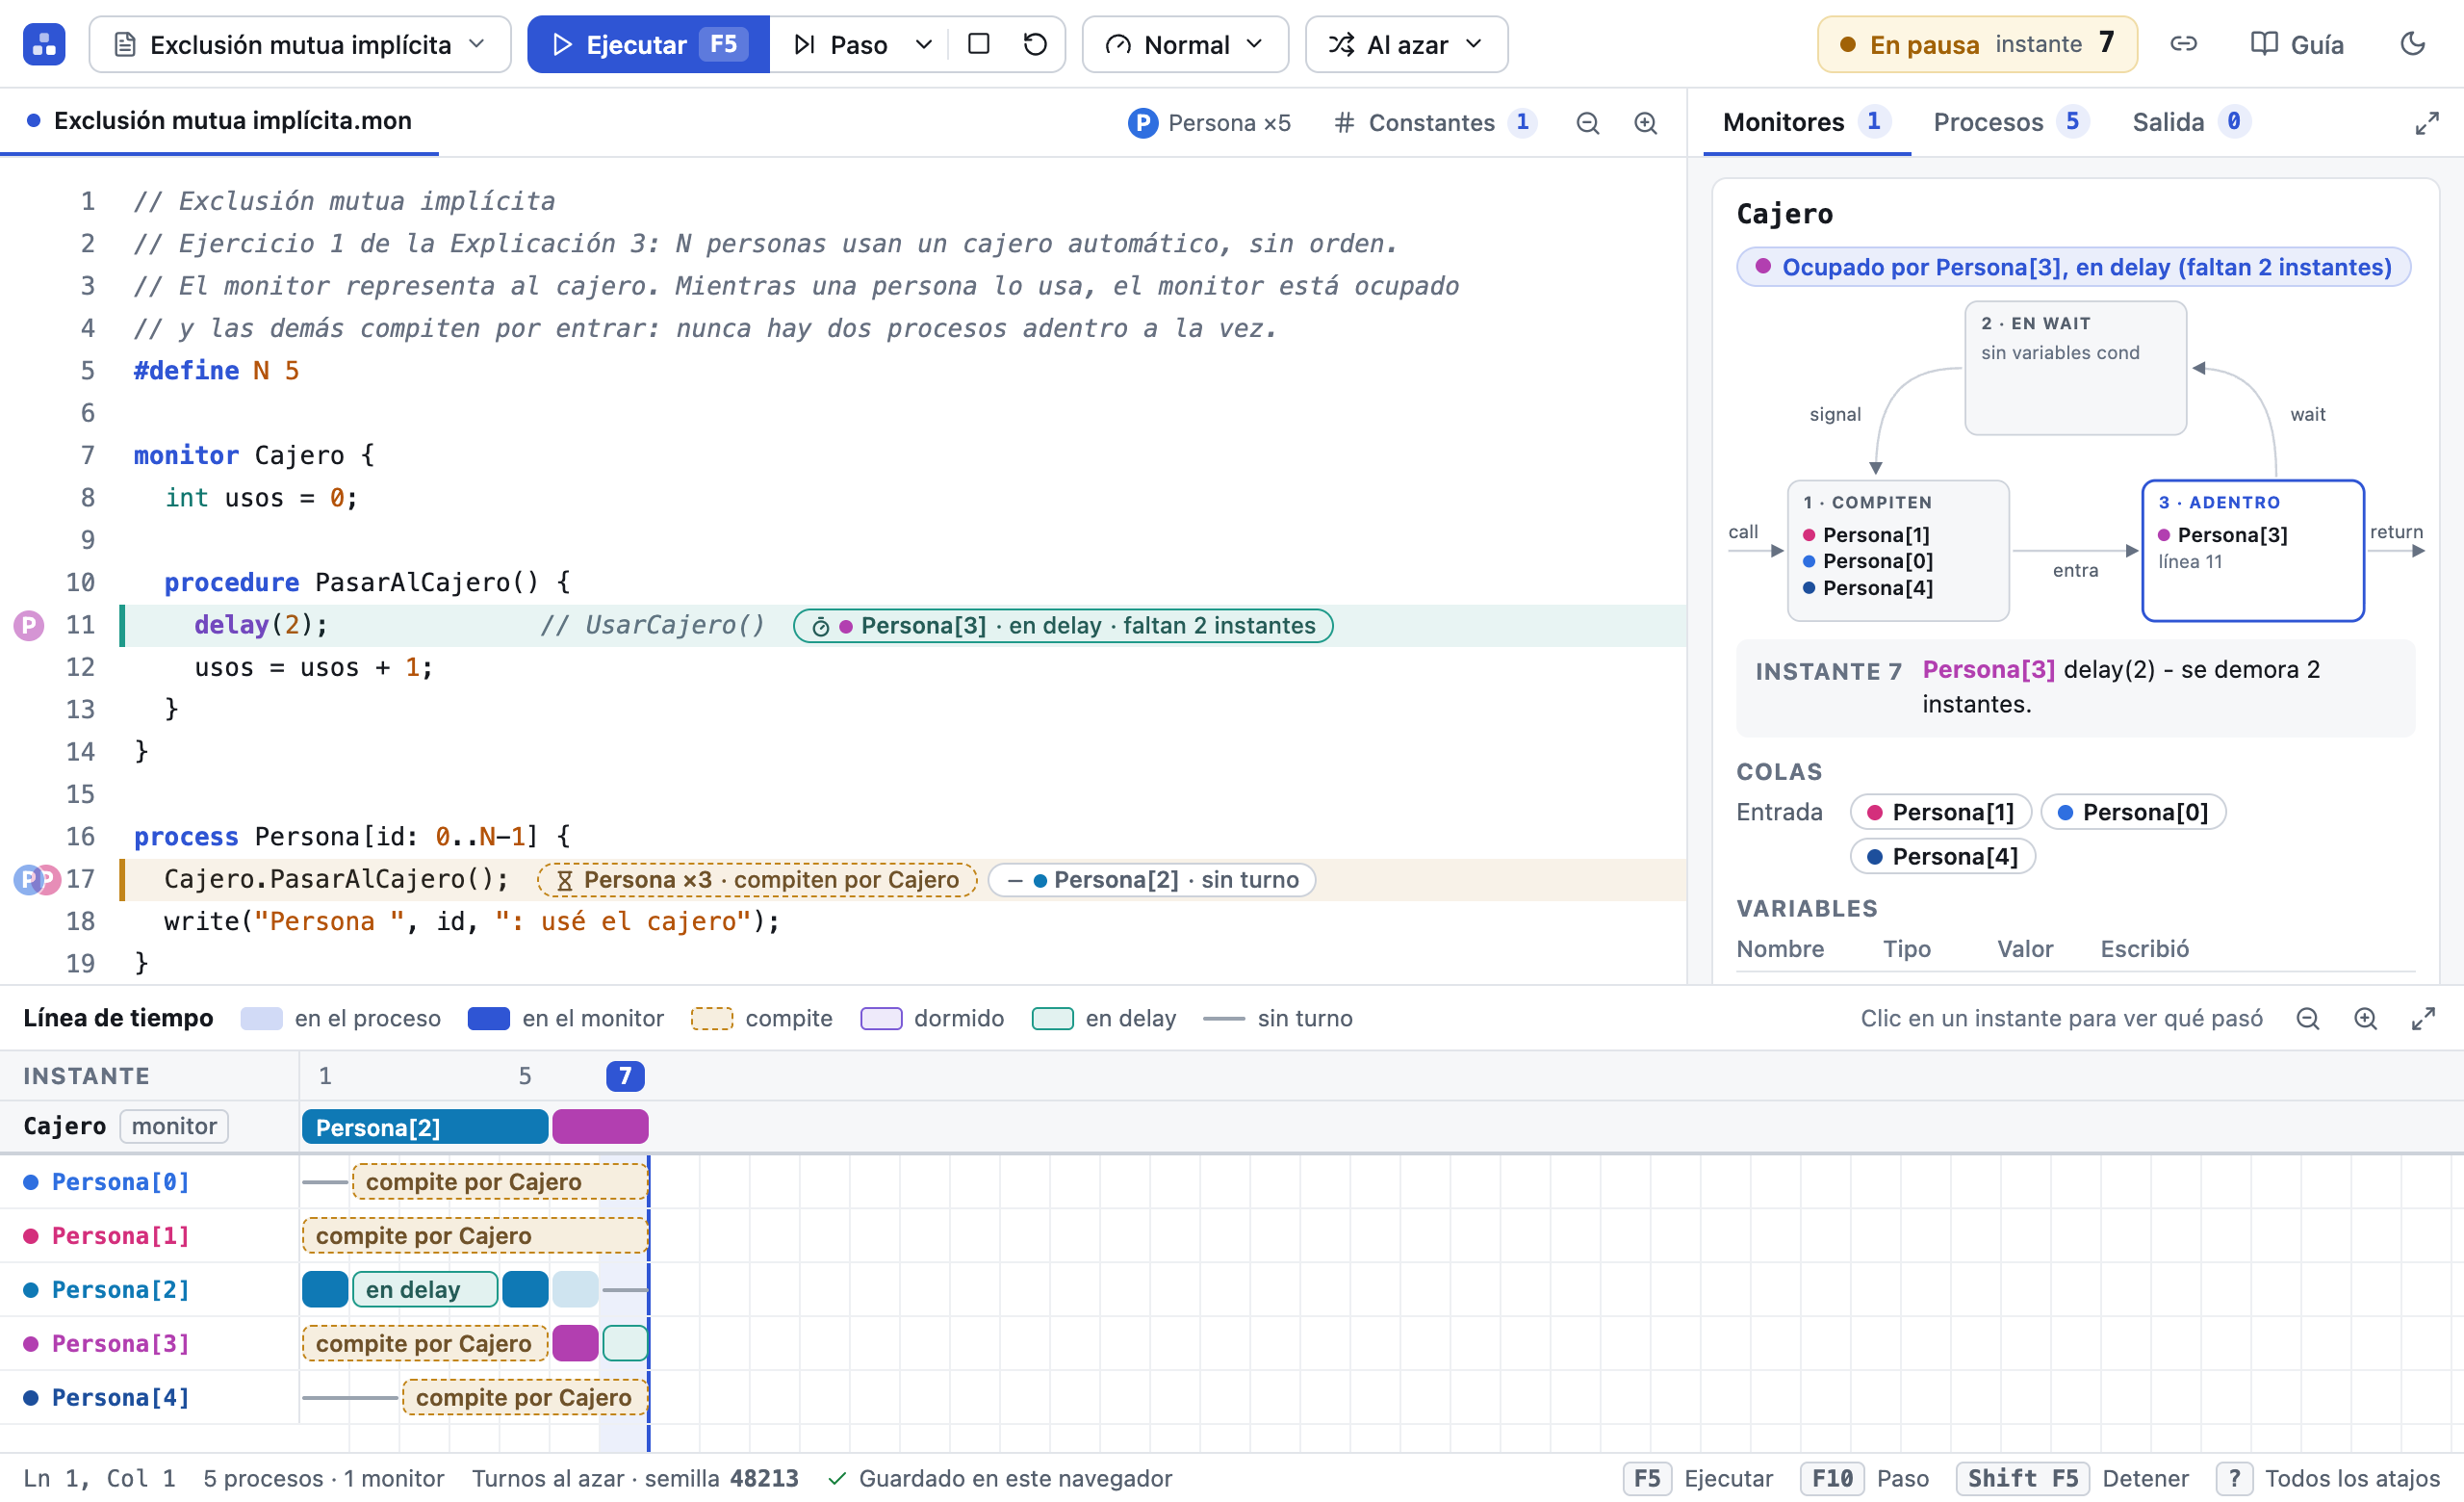 Exclusión mutua implícita
Ejecutar F5
Paso
Normal
Al azar
En pausa instante 7
Guía
Exclusión mutua implícita.mon
P Persona ×5
# Constantes 1
Monitores 1
Procesos 5
Salida 0
1 // Exclusión mutua implícita
2 // Ejercicio 1 de la Explicación 3: N personas usan un cajero automático, sin orden.
3 // El monitor representa al cajero. Mientras una persona lo usa, el monitor está ocupado
4 // y las demás compiten por entrar: nunca hay dos procesos adentro a la vez.
5 #define N 5
6
7 monitor Cajero {
8 int usos = 0;
9
10 procedure PasarAlCajero() {
P 11 delay(2); // UsarCajero() Persona[3] · en delay · faltan 2 instantes
12 usos = usos + 1;
13 }
14 }
15
16 process Persona[id: 0..N-1] {
P P 17 Cajero.PasarAlCajero(); Persona ×3 · compiten por Cajero Persona[2] · sin turno
18 write("Persona ", id, ": usé el cajero");
19 }
Cajero
Ocupado por Persona[3], en delay (faltan 2 instantes)
2 · EN WAIT
sin variables cond
signal
wait
call
1 · COMPITEN
Persona[1]
Persona[0]
Persona[4]
entra
3 · ADENTRO
Persona[3]
línea 11
return
INSTANTE 7 Persona[3] delay(2) - se demora 2
instantes.
COLAS
Entrada Persona[1] Persona[0]
Persona[4]
VARIABLES
Nombre Tipo Valor Escribió
Línea de tiempo en el proceso en el monitor compite dormido en delay sin turno
Clic en un instante para ver qué pasó
INSTANTE 1 5 7
Cajero monitor Persona[2]
Persona[0] compite por Cajero
Persona[1] compite por Cajero
Persona[2] en delay
Persona[3] compite por Cajero
Persona[4] compite por Cajero
Ln 1, Col 1 5 procesos · 1 monitor Turnos al azar · semilla 48213 Guardado en este navegador
F5 Ejecutar F10 Paso Shift F5 Detener ? Todos los atajos